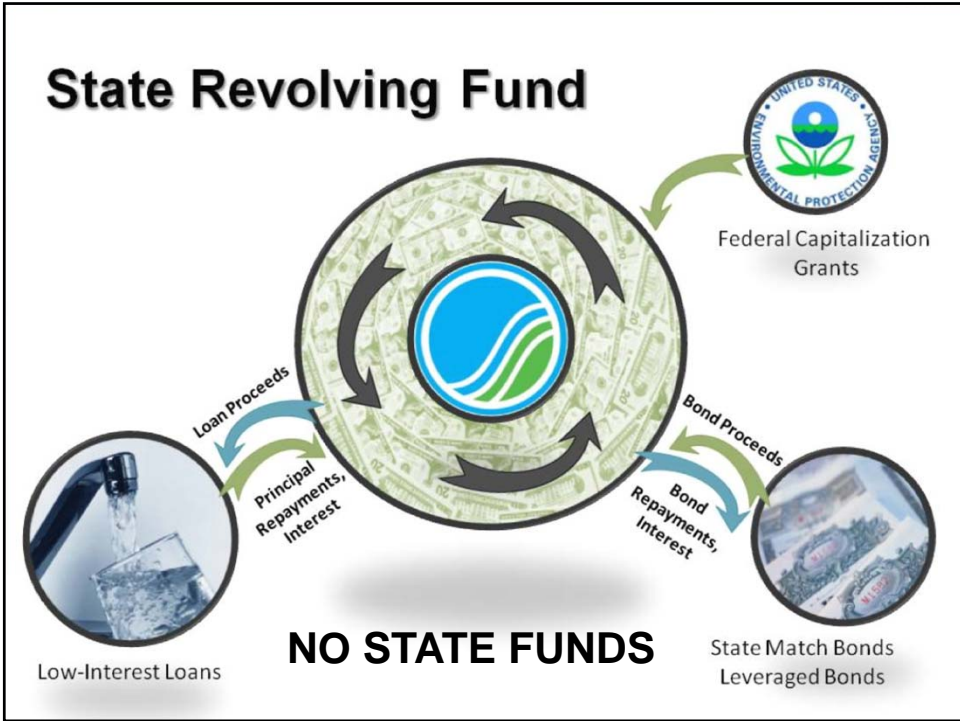 State Revolving Fund
UNITED STATES
ENVIRONMENTAL PROTECTION AGENCY
Federal Capitalization
Grants
Loan Proceeds
Principal
Repayments,
Interest
Bond Proceeds
Bond
Repayments,
Interest
Low-Interest Loans
NO STATE FUNDS
State Match Bonds
Leveraged Bonds